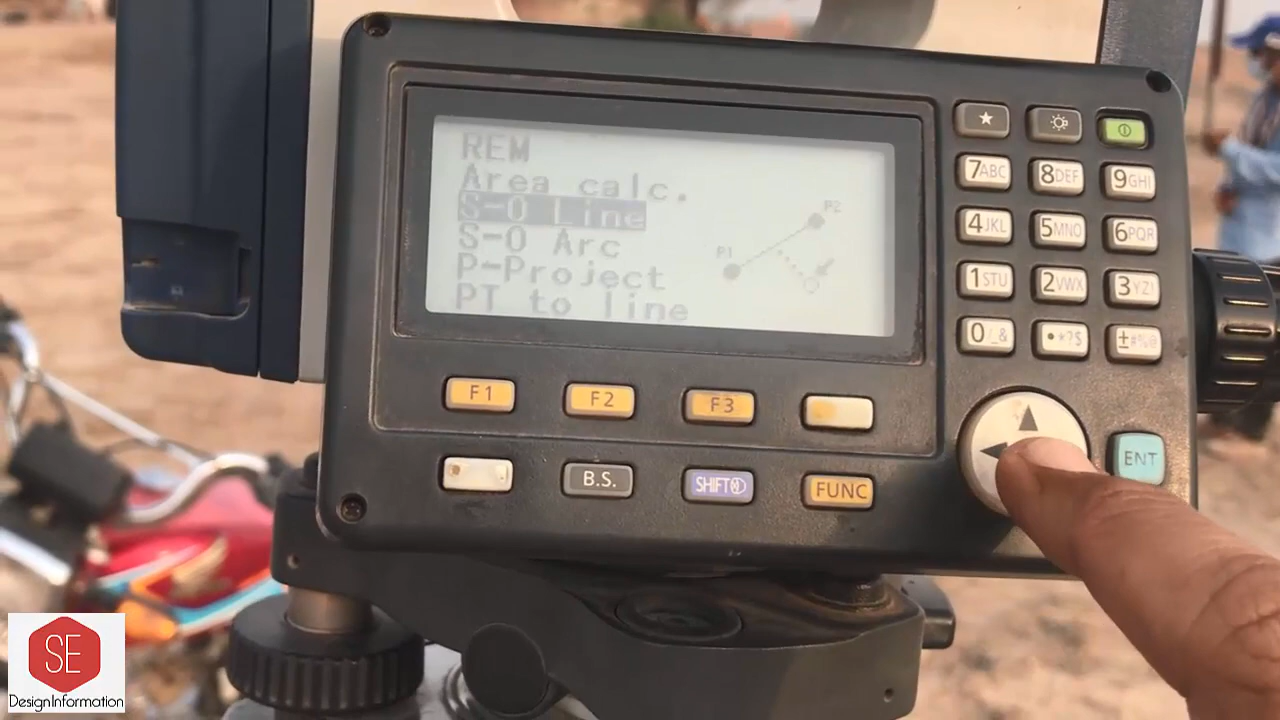 REM
Area calc.
S-O Line
S-O Arc
P-Project
PT to line
P1
P2
7ABC 8DEF 9GHI
4JKL 5MNO 6PQR
1STU 2VWX 3YZ!
0/_& •*?$ ±#%@
F1 F2 F3
B.S. SHIFT FUNC
ENT
SE
DesignInformation